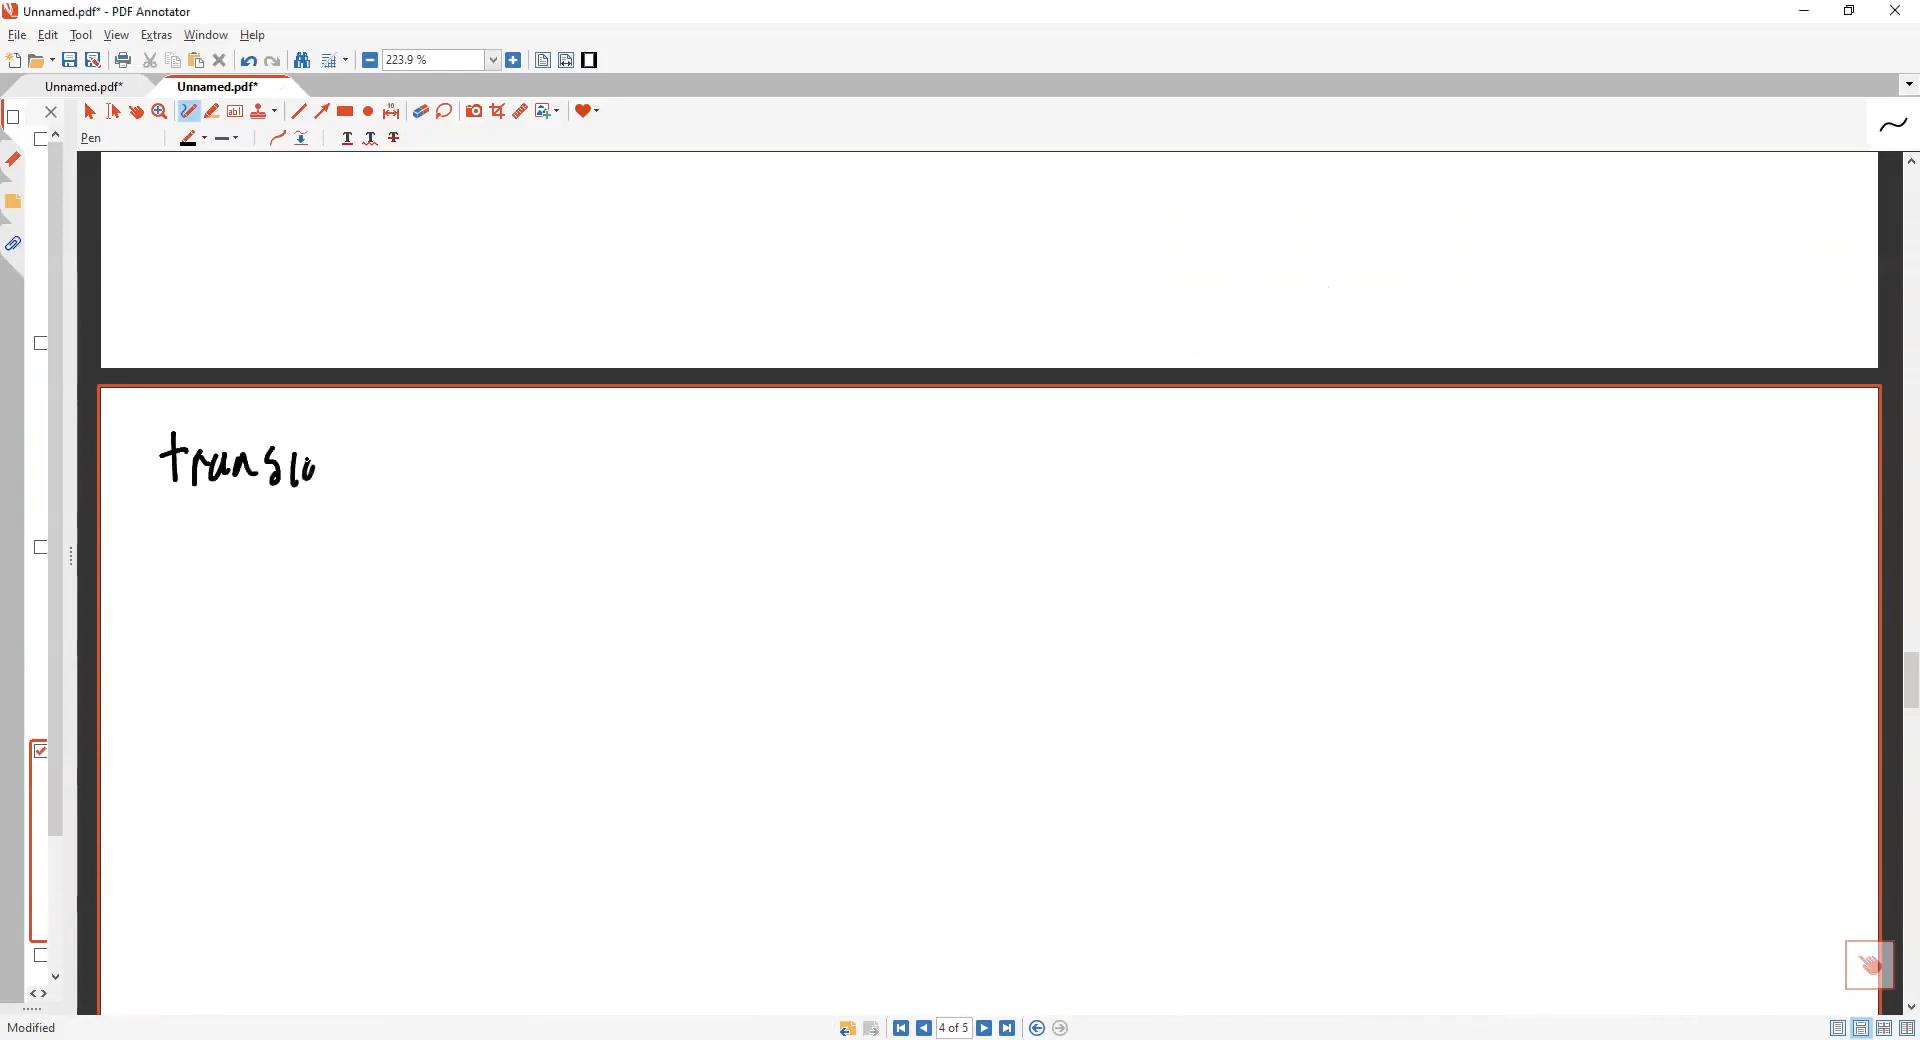 Unnamed.pdf* - PDF Annotator
File Edit Tool View Extras Window Help
223.9 %
Unnamed.pdf* Unnamed.pdf*
Pen
Modified
4 of 5